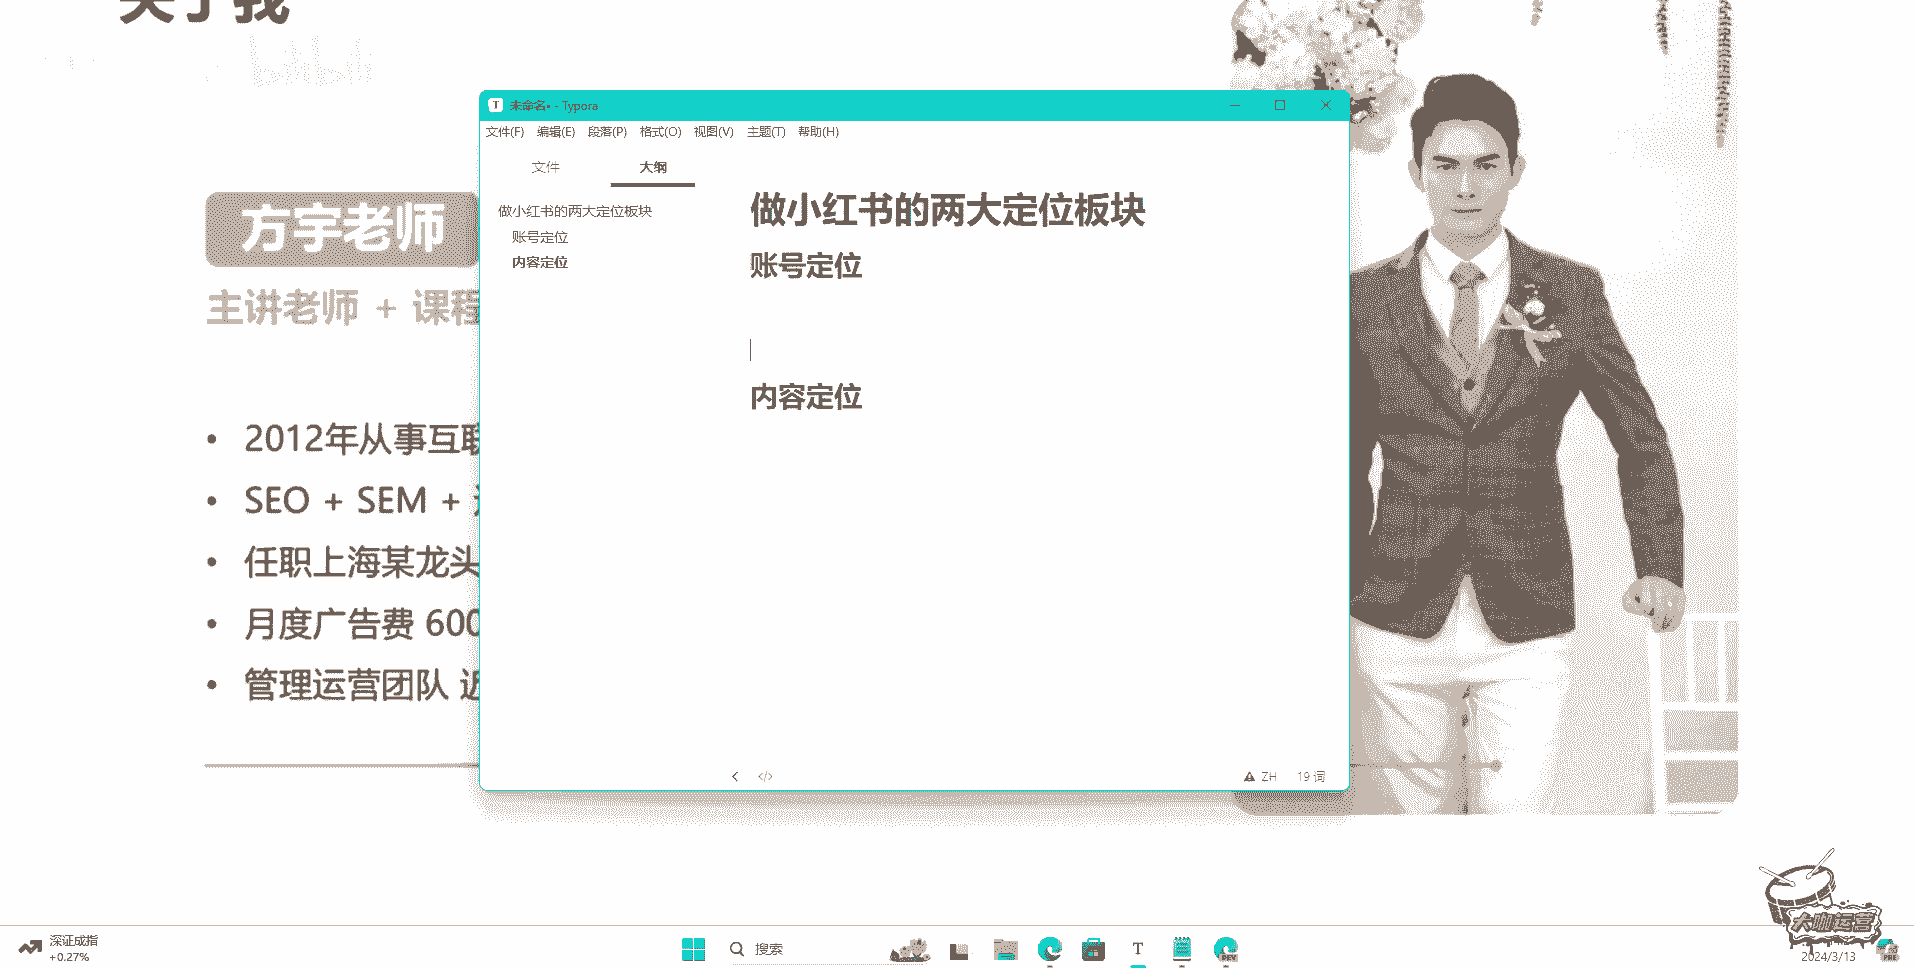 关于我
bilibili
方宇老师
主讲老师 + 课程
• 2012年从事互联
• SEO + SEM +
• 任职上海某龙头
• 月度广告费 600
• 管理运营团队 近
未命名• - Typora
文件(F) 编辑(E) 段落(P) 格式(O) 视图(V) 主题(T) 帮助(H)
文件 大纲
做小红书的两大定位板块
账号定位
内容定位
做小红书的两大定位板块
账号定位
内容定位
</> ZH 19 词
大咖运营
深证成指
+0.27%
搜索
T
DEV
2024/3/13
PRE